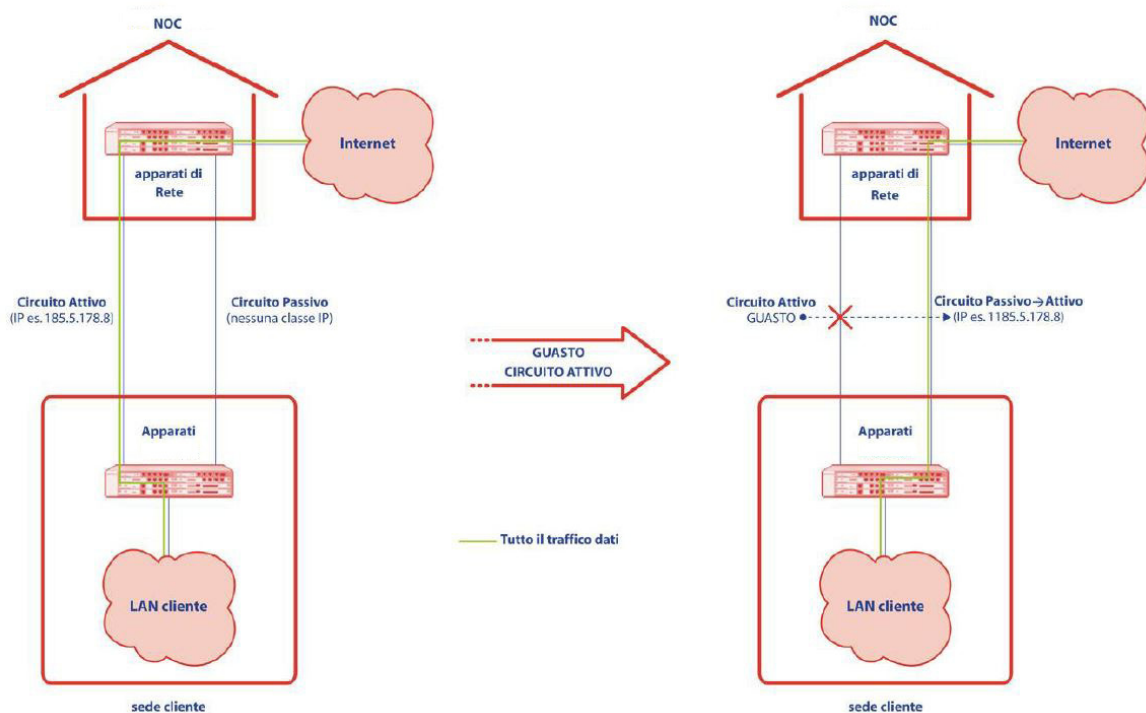 NOC
Internet
apparati di
Rete
Circuito Attivo
(IP es. 185.5.178.8)
Circuito Passivo
(nessuna classe IP)
Apparati
LAN cliente
sede cliente
GUASTO
CIRCUITO ATTIVO
Tutto il traffico dati
NOC
Internet
apparati di
Rete
Circuito Attivo
GUASTO
Circuito Passivo→Attivo
(IP es. 1185.5.178.8)
Apparati
LAN cliente
sede cliente